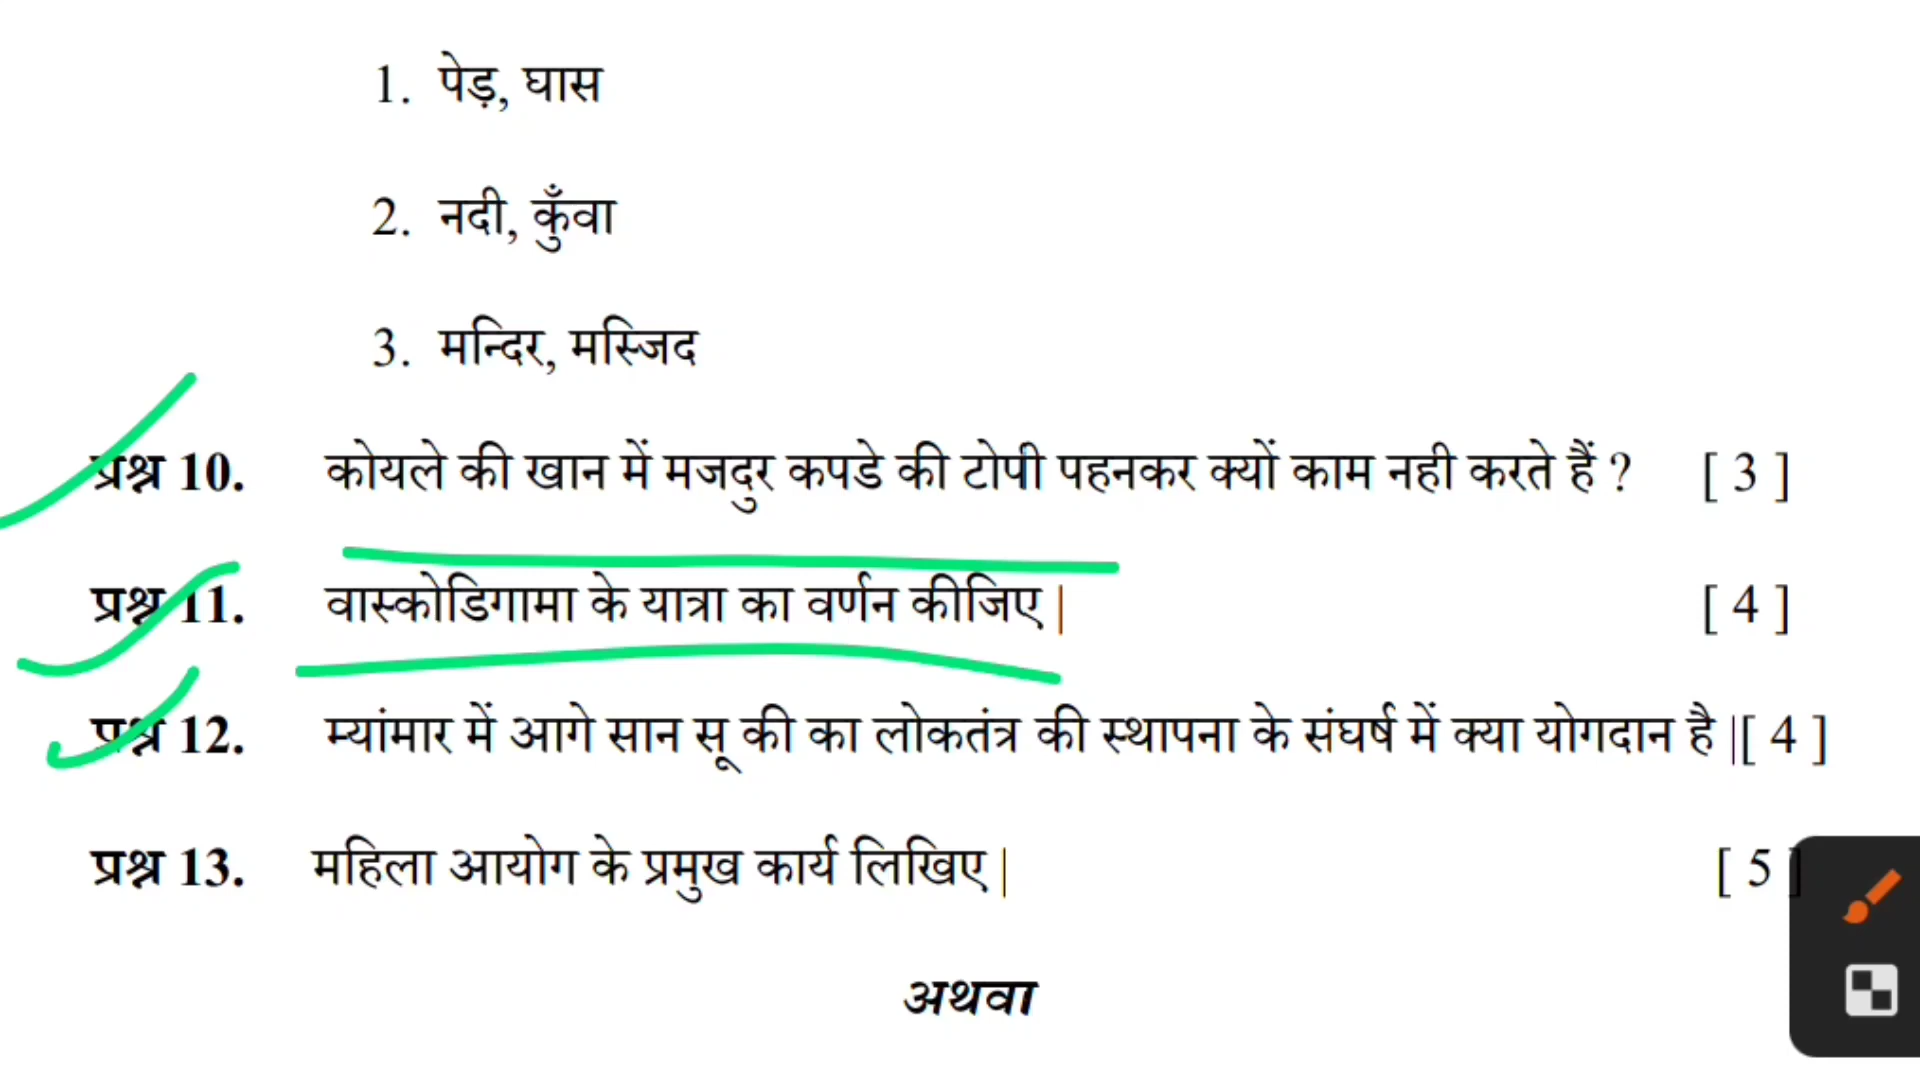 1. पेड़, घास
2. नदी, कुँवा
3. मन्दिर, मस्जिद
प्रश्न 10. कोयले की खान में मजदुर कपडे की टोपी पहनकर क्यों काम नही करते हैं ? [ 3 ]
प्रश्न 11. वास्कोडिगामा के यात्रा का वर्णन कीजिए | [ 4 ]
प्रश्न 12. म्यांमार में आगे सान सू की का लोकतंत्र की स्थापना के संघर्ष में क्या योगदान है |[ 4 ]
प्रश्न 13. महिला आयोग के प्रमुख कार्य लिखिए | [ 5 ]
अथवा